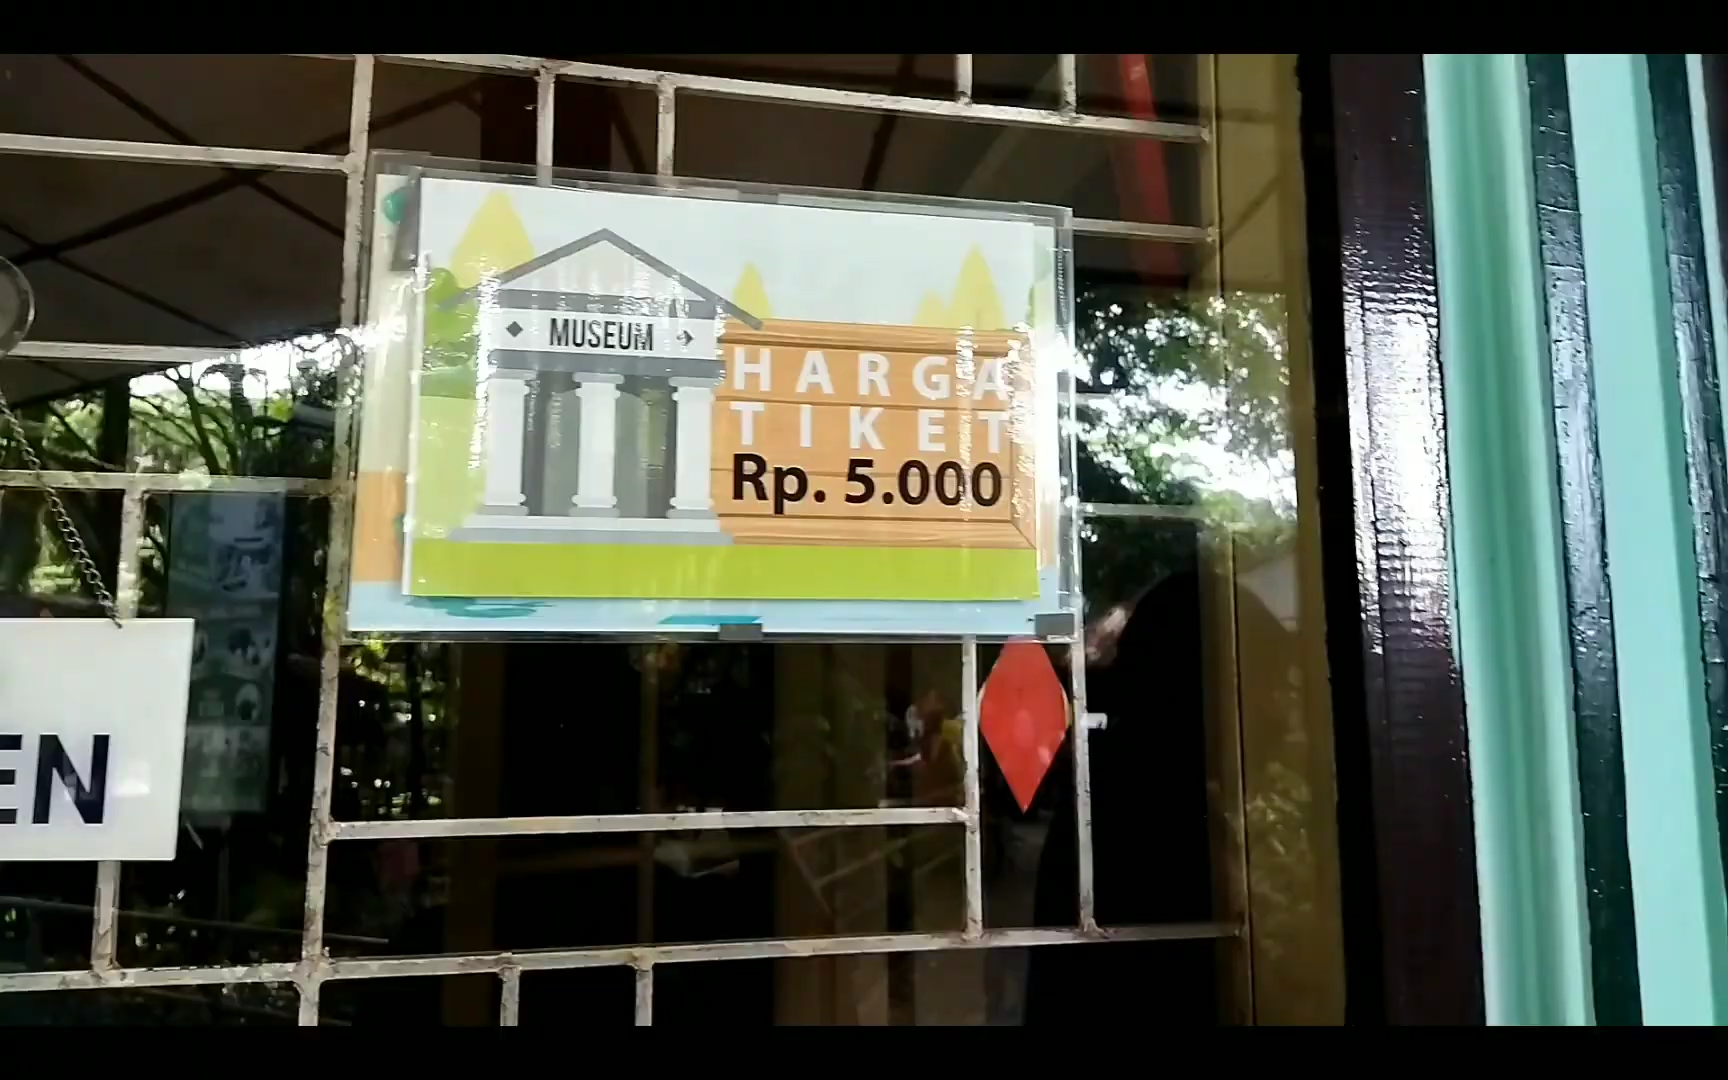 MUSEUM
HARGA
TIKET
Rp. 5.000
EN